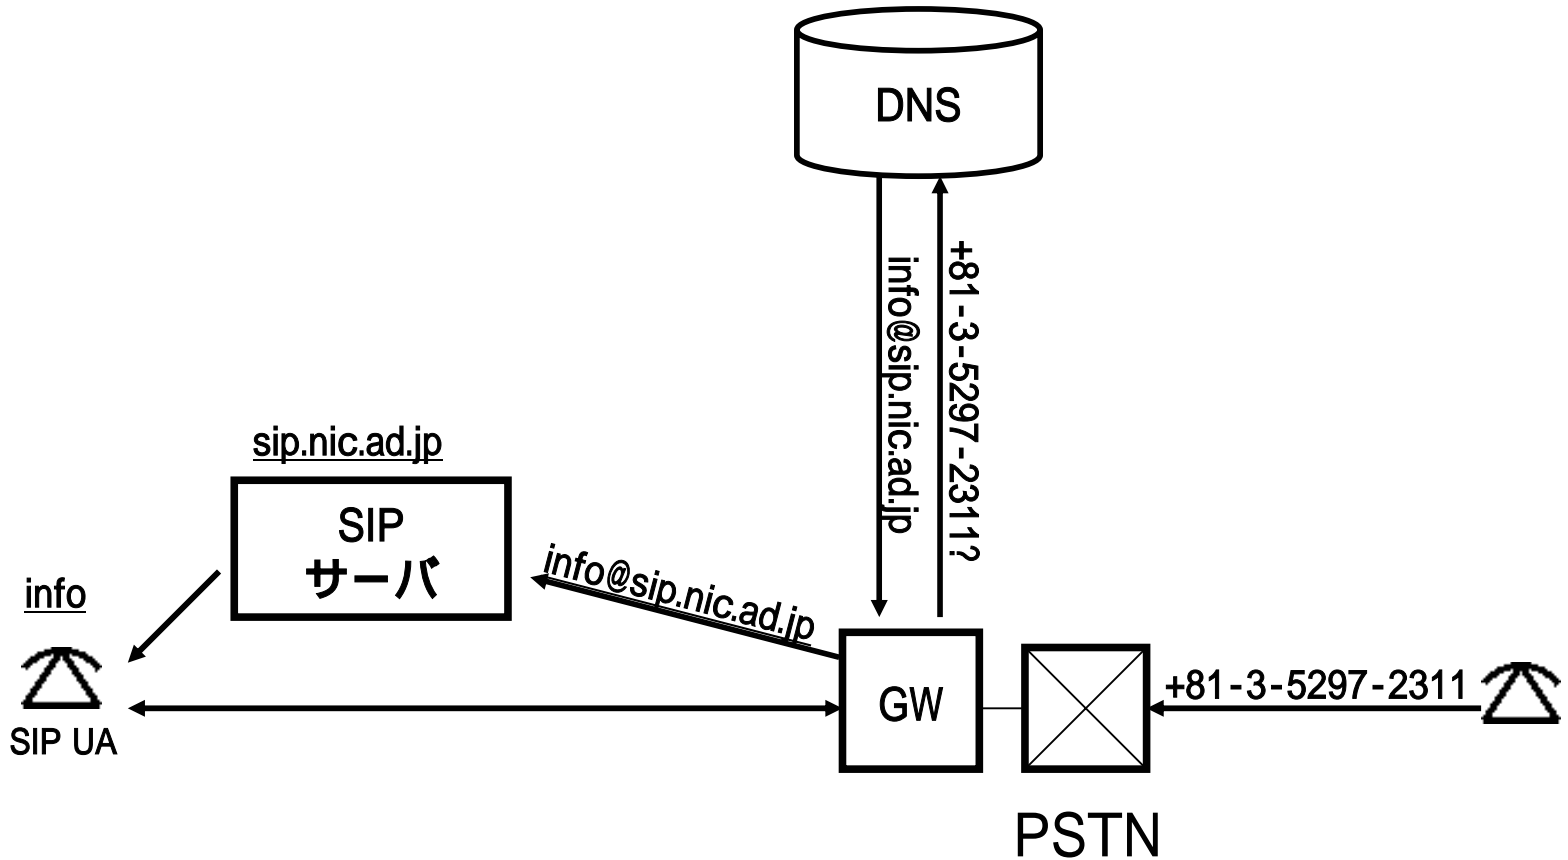 DNS
info@sip.nic.ad.jp
+81-3-5297-2311?
sip.nic.ad.jp
SIP
サーバ
info@sip.nic.ad.jp
info
SIP UA
GW
+81-3-5297-2311
PSTN